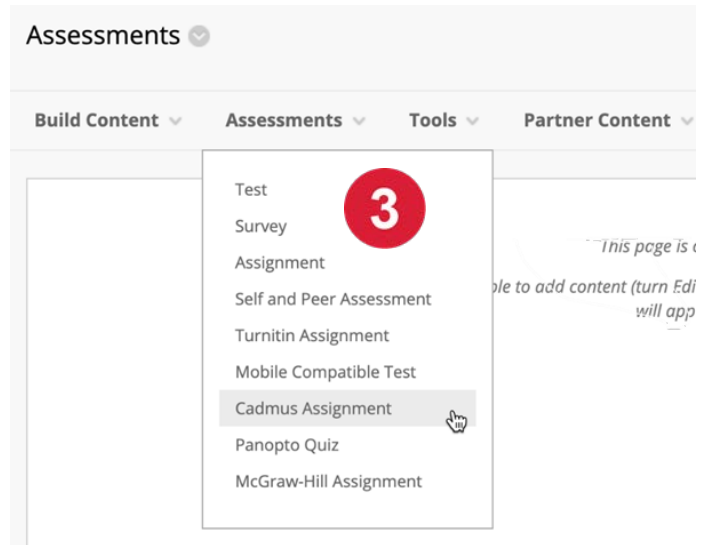 Assessments
Build Content Assessments Tools Partner Content
Test
3
Survey
This page is
Assignment
Self and Peer Assessment
to add content (turn Edi
will app
Turnitin Assignment
Mobile Compatible Test
Cadmus Assignment
Panopto Quiz
McGraw-Hill Assignment